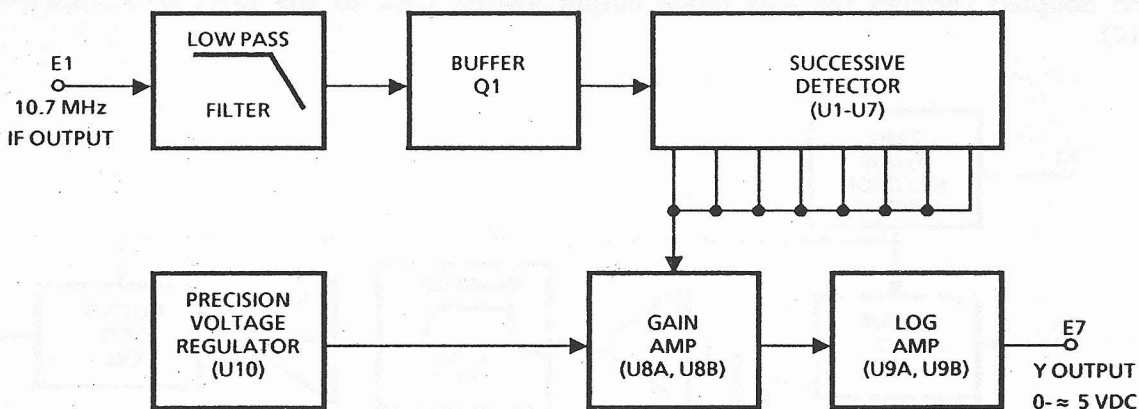 LOW PASS
FILTER
E1
10.7 MHz
IF OUTPUT
BUFFER
Q1
SUCCESSIVE
DETECTOR
(U1-U7)
PRECISION
VOLTAGE
REGULATOR
(U10)
GAIN
AMP
(U8A, U8B)
LOG
AMP
(U9A, U9B)
E7
Y OUTPUT
0-≈ 5 VDC